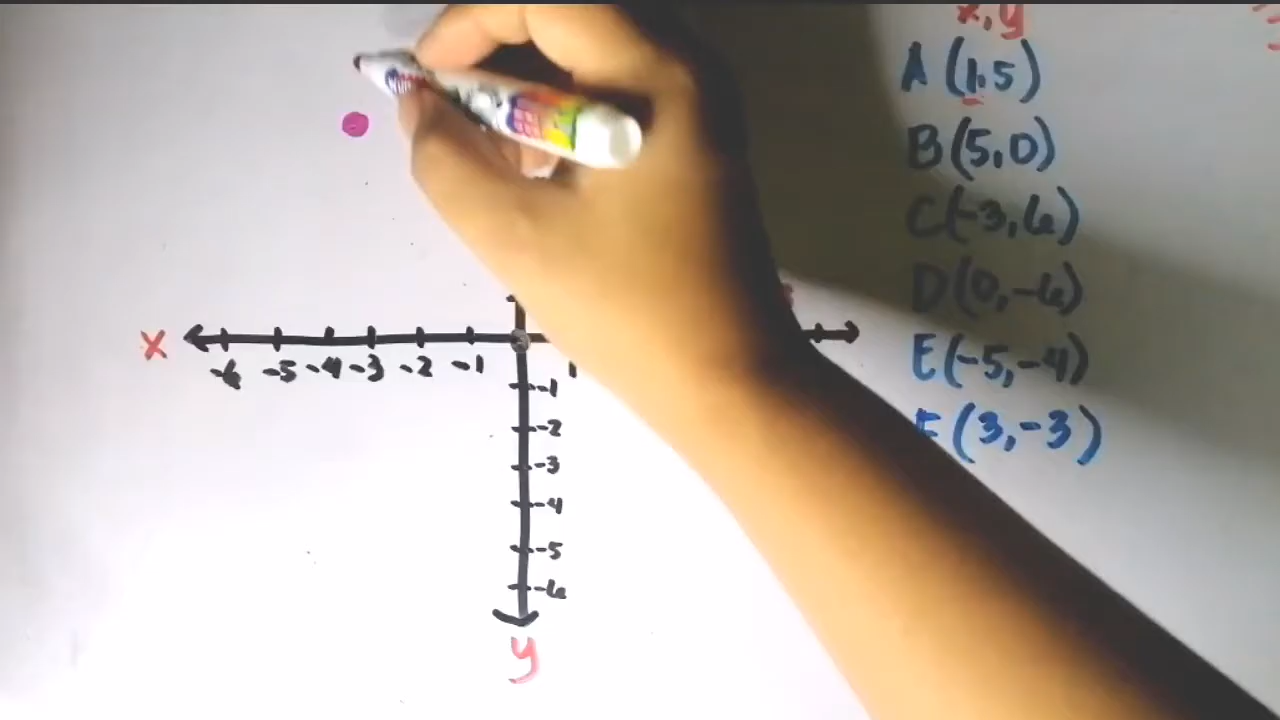 x, y
A (1,5)
B (5,0)
C(-3,6)
D(0,-6)
E(-5,-4)
F (3,-3)
x
-6 -5 -4 -3 -2 -1 1
-1
-2
-3
-4
-5
-6
y